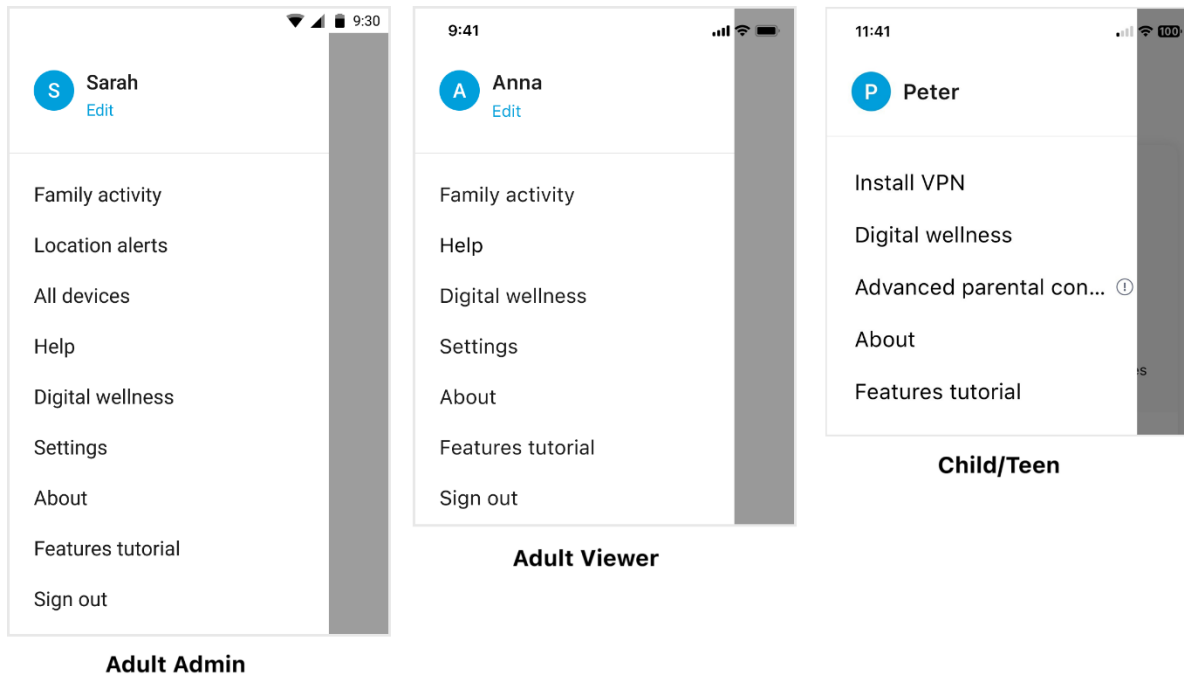 9:30
S
Sarah
Edit
Family activity
Location alerts
All devices
Help
Digital wellness
Settings
About
Features tutorial
Sign out
Adult Admin
9:41
A
Anna
Edit
Family activity
Help
Digital wellness
Settings
About
Features tutorial
Sign out
Adult Viewer
11:41
100
P
Peter
Install VPN
Digital wellness
Advanced parental con...
About
es
Features tutorial
Child/Teen